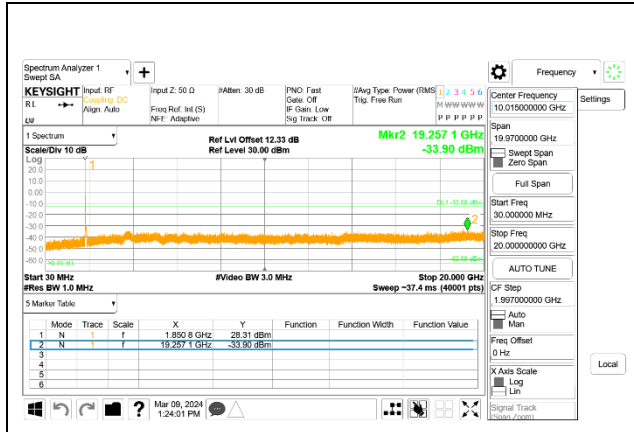 Spectrum Analyzer 1
Swept SA
Frequency
Settings
KEYSIGHT
RL
Input: RF
Coupling: DC
Align: Auto
Input Z: 50 Ω
Freq Ref: Int (S)
NFE: Adaptive
#Atten: 30 dB
PNO: Fast
Gate: Off
IF Gain: Low
Sig Track: Off
#Avg Type: Power (RMS
Trig: Free Run
1 2 3 4 5 6
M W W W W W
P P P P P P
1 Spectrum
Scale/Div 10 dB
Ref Lvl Offset 12.33 dB
Ref Level 30.00 dBm
Mkr2 19.257 1 GHz
-33.90 dBm
Log
20.0
10.0
0.00
-10.0
-20.0
-30.0
-40.0
-50.0
-60.0
1
2
DL1 -13.00 dBm
Start 30 MHz
#Res BW 1.0 MHz
#Video BW 3.0 MHz
Stop 20.000 GHz
Sweep ~37.4 ms (40001 pts)
5 Marker Table
Mode Trace Scale X Y Function Function Width Function Value
1 N 1 f 1.850 8 GHz 28.31 dBm
2 N 1 f 19.257 1 GHz -33.90 dBm
3
4
5
6
Mar 09, 2024
1:24:01 PM
Center Frequency
10.015000000 GHz
Span
19.9700000 GHz
Swept Span
Zero Span
Full Span
Start Freq
30.000000 MHz
Stop Freq
20.000000000 GHz
AUTO TUNE
CF Step
1.997000000 GHz
Auto
Man
Freq Offset
0 Hz
X Axis Scale
Log
Lin
Signal Track
(Span Zoom)
Local